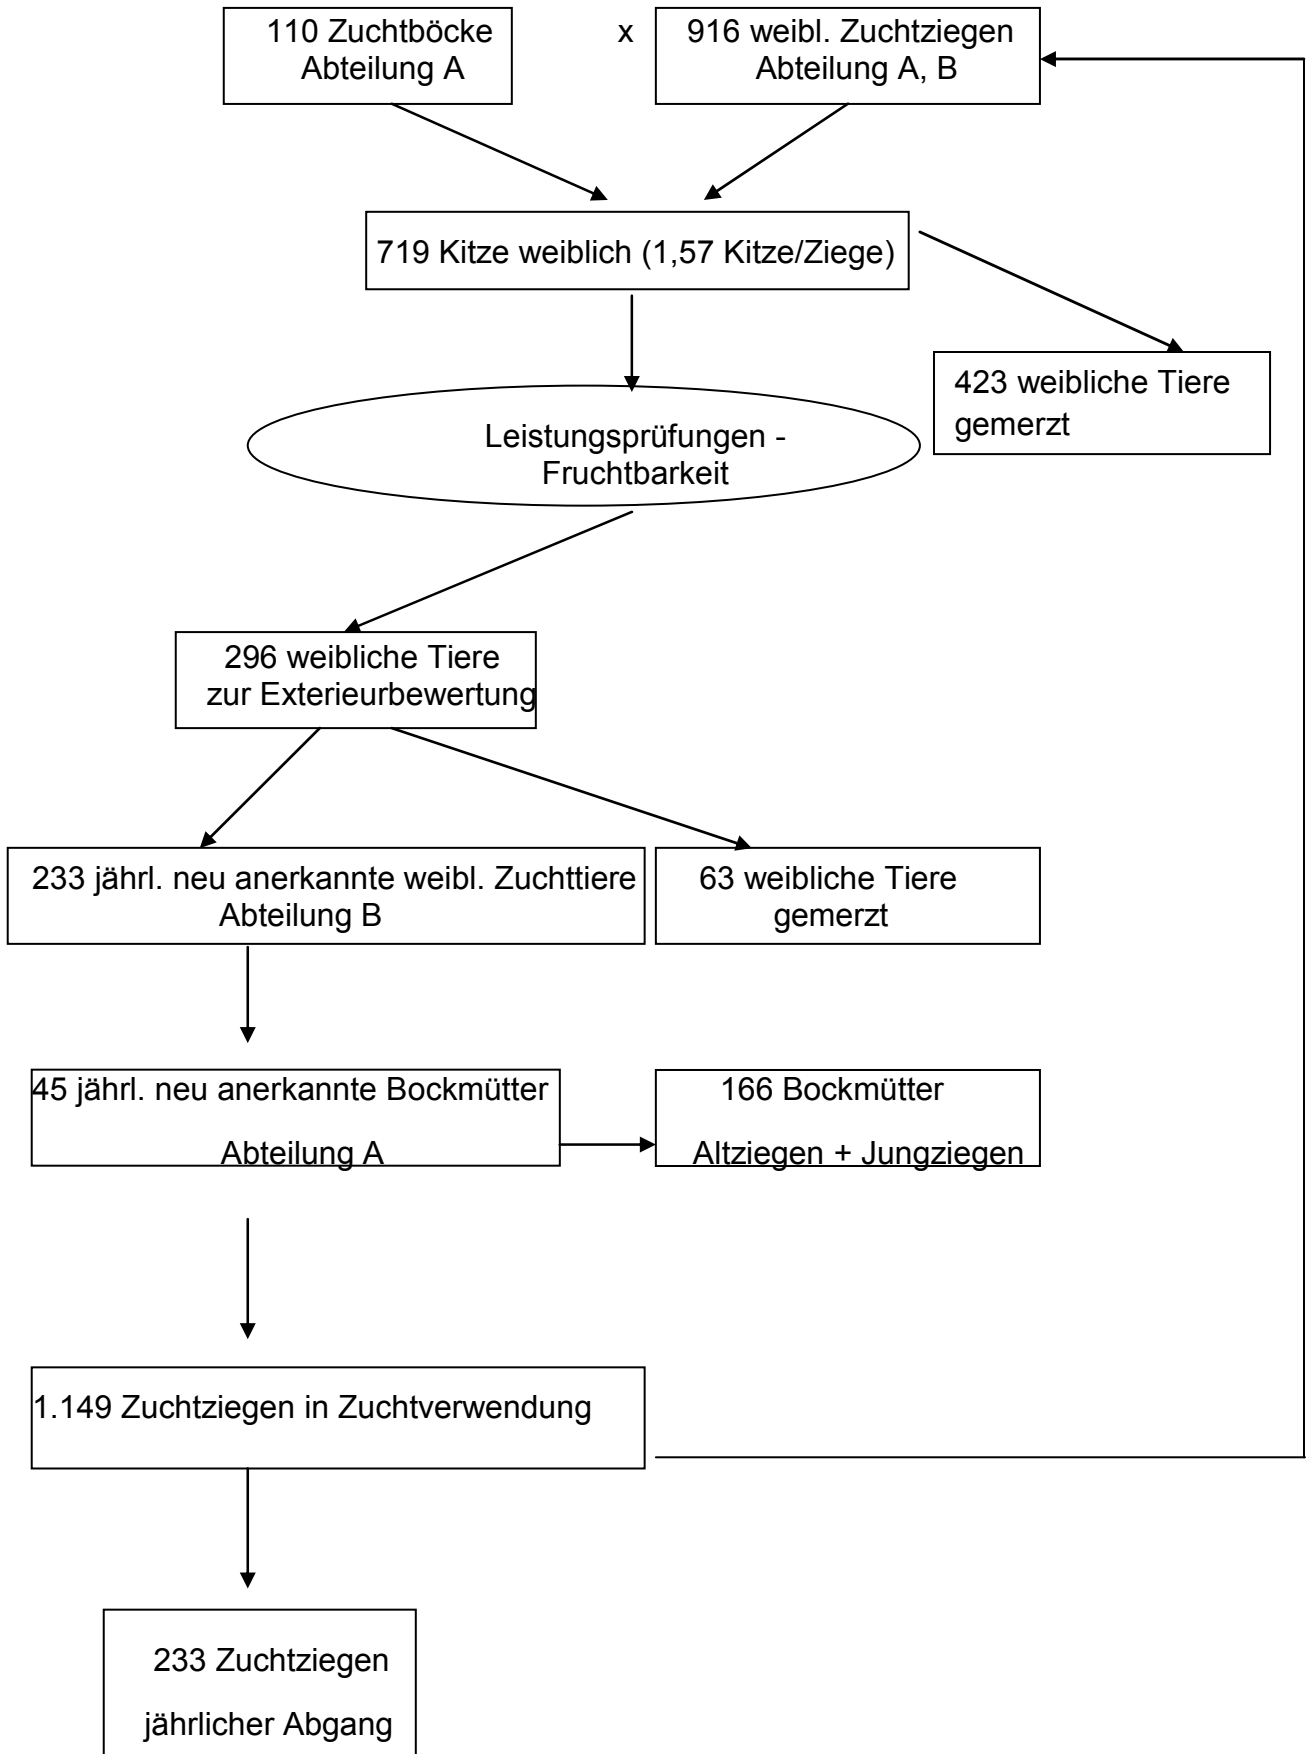 110 Zuchtböcke
Abteilung A
x
916 weibl. Zuchtziegen
Abteilung A, B
719 Kitze weiblich (1,57 Kitze/Ziege)
423 weibliche Tiere
gemerzt
Leistungsprüfungen -
Fruchtbarkeit
296 weibliche Tiere
zur Exterieurbewertung
233 jährl. neu anerkannte weibl. Zuchttiere
Abteilung B
63 weibliche Tiere
gemerzt
45 jährl. neu anerkannte Bockmütter
Abteilung A
166 Bockmütter
Altziegen + Jungziegen
1.149 Zuchtziegen in Zuchtverwendung
233 Zuchtziegen
jährlicher Abgang